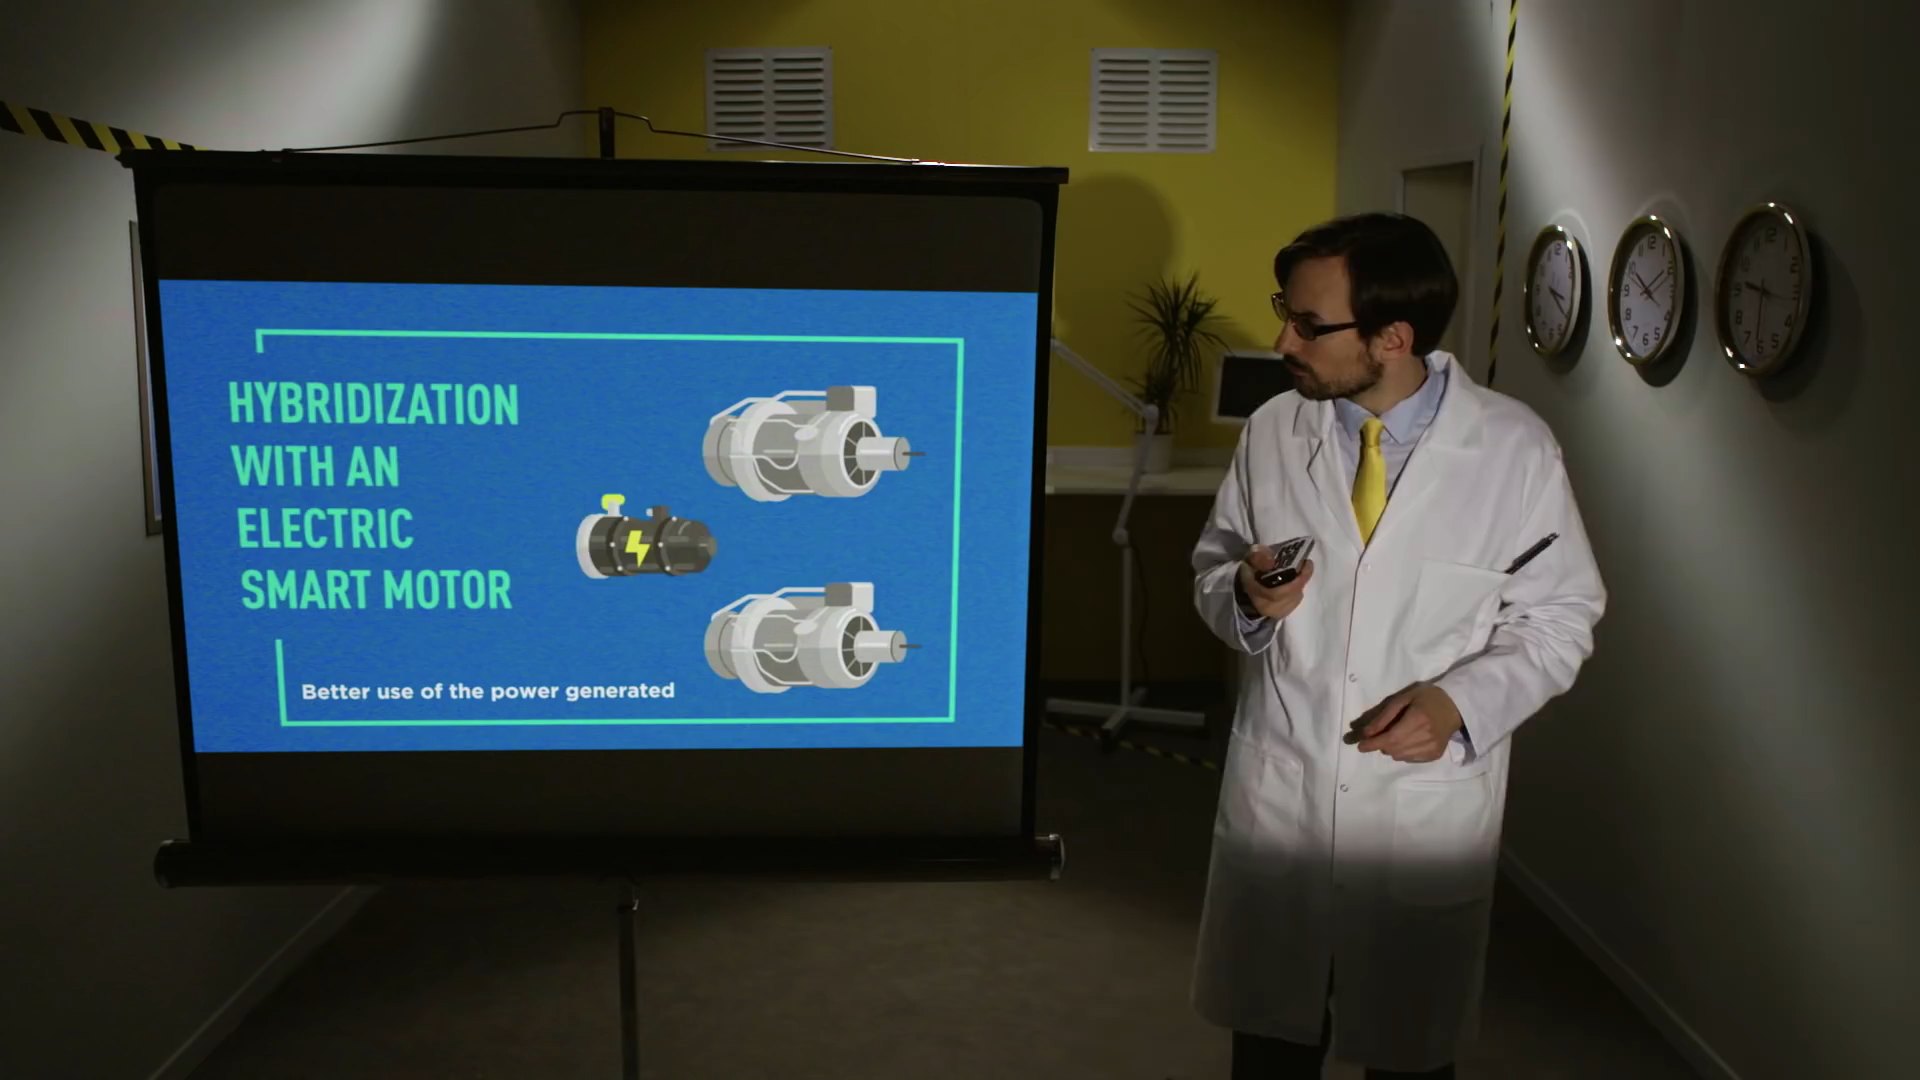 HYBRIDIZATION
WITH AN
ELECTRIC
SMART MOTOR
Better use of the power generated